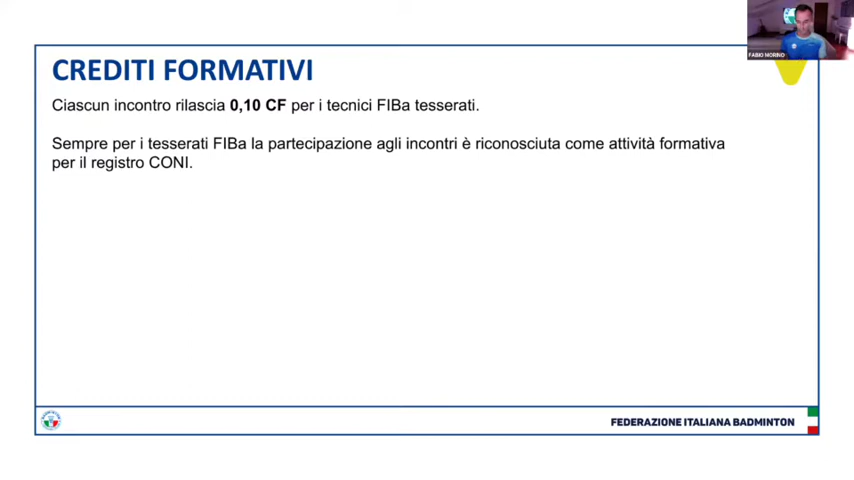 FABIO MORINO
CREDITI FORMATIVI
Ciascun incontro rilascia 0,10 CF per i tecnici FIBa tesserati.
Sempre per i tesserati FIBa la partecipazione agli incontri è riconosciuta come attività formativa
per il registro CONI.
FEDERAZIONE ITALIANA BADMINTON